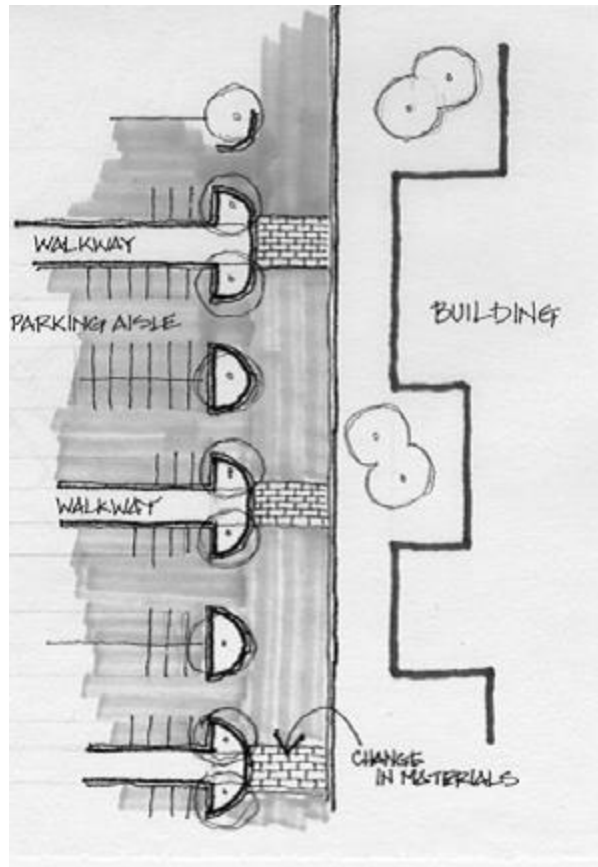 WALKWAY
PARKING AISLE
BUILDING
WALKWAY
CHANGE
IN MATERIALS